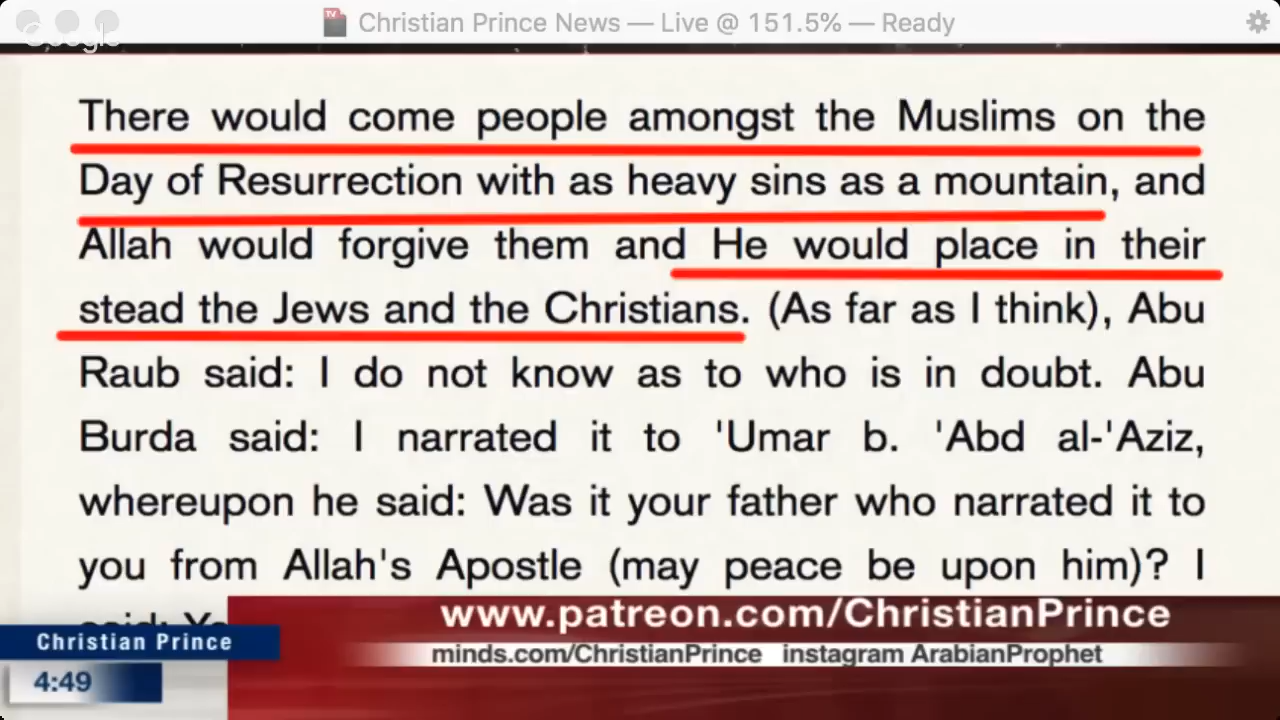 Christian Prince News — Live @ 151.5% — Ready
Google
There would come people amongst the Muslims on the
Day of Resurrection with as heavy sins as a mountain, and
Allah would forgive them and He would place in their
stead the Jews and the Christians. (As far as I think), Abu
Raub said: I do not know as to who is in doubt. Abu
Burda said: I narrated it to 'Umar b. 'Abd al-'Aziz,
whereupon he said: Was it your father who narrated it to
you from Allah's Apostle (may peace be upon him)? I
www.patreon.com/ChristianPrince
Christian Prince
minds.com/ChristianPrince instagram ArabianProphet
4:49